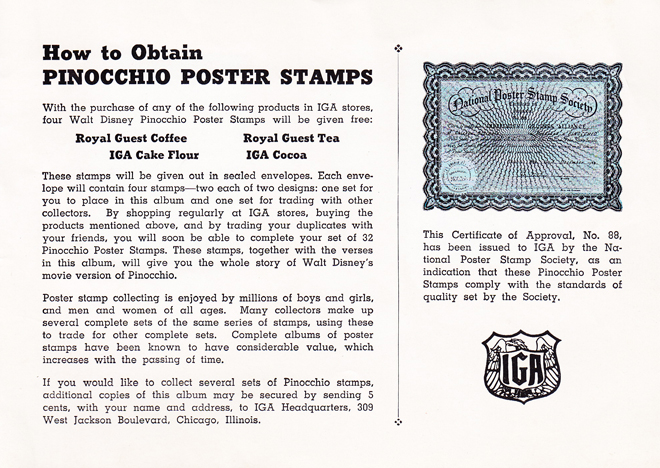 How to Obtain
PINOCCHIO POSTER STAMPS
With the purchase of any of the following products in IGA stores,
four Walt Disney Pinocchio Poster Stamps will be given free:
Royal Guest Coffee Royal Guest Tea
IGA Cake Flour IGA Cocoa
These stamps will be given out in sealed envelopes. Each enve-
lope will contain four stamps—two each of two designs: one set for
you to place in this album and one set for trading with other
collectors. By shopping regularly at IGA stores, buying the
products mentioned above, and by trading your duplicates with
your friends, you will soon be able to complete your set of 32
Pinocchio Poster Stamps. These stamps, together with the verses
in this album, will give you the whole story of Walt Disney's
movie version of Pinocchio.
Poster stamp collecting is enjoyed by millions of boys and girls,
and men and women of all ages. Many collectors make up
several complete sets of the same series of stamps, using these
to trade for other complete sets. Complete albums of poster
stamps have been known to have considerable value, which
increases with the passing of time.
If you would like to collect several sets of Pinocchio stamps,
additional copies of this album may be secured by sending 5
cents, with your name and address, to IGA Headquarters, 309
West Jackson Boulevard, Chicago, Illinois.
National Poster Stamp Society
INDEPENDENT GROCERS ALLIANCE
This Certificate of Approval, No. 88,
has been issued to IGA by the Na-
tional Poster Stamp Society, as an
indication that these Pinocchio Poster
Stamps comply with the standards of
quality set by the Society.
IGA